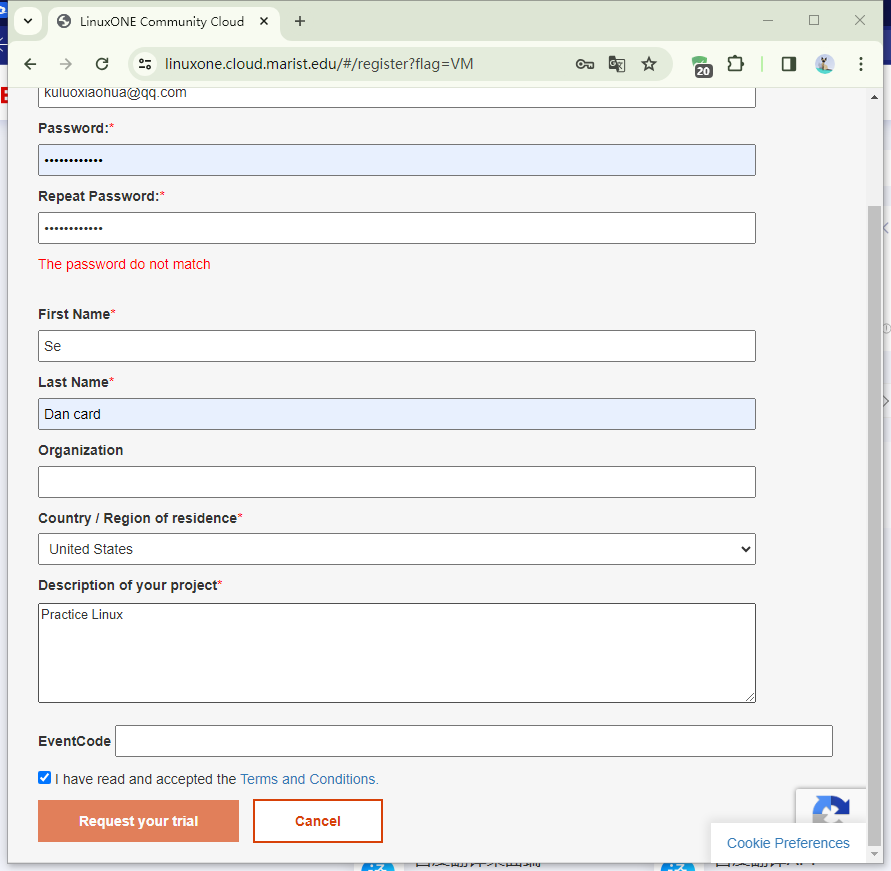 LinuxONE Community Cloud
linuxone.cloud.marist.edu/#/register?flag=VM
20
kuluoxiaohua@qq.com
Password:*
••••••••••••
Repeat Password:*
••••••••••••
The password do not match
First Name*
Se
Last Name*
Dan card
Organization
Country / Region of residence*
United States
Description of your project*
Practice Linux
EventCode
I have read and accepted the Terms and Conditions.
Request your trial
Cancel
Cookie Preferences